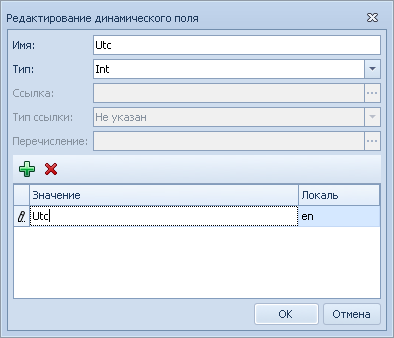 Редактирование динамического поля
Имя: Utc
Тип: Int
Ссылка:
Тип ссылки: Не указан
Перечисление:
Значение Локаль
Utc en
OK Отмена